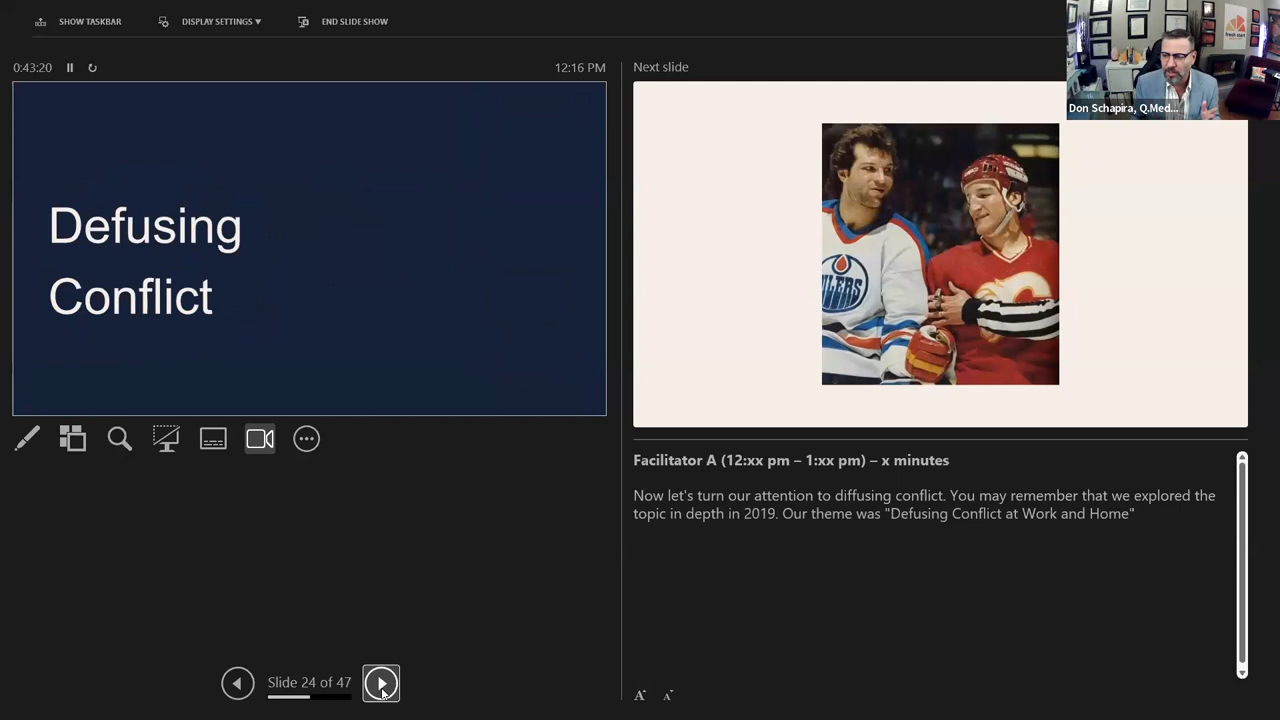 SHOW TASKBAR
DISPLAY SETTINGS ▼
END SLIDE SHOW
0:43:20
12:16 PM
Next slide
Defusing
Conflict
OILERS
fresh start
Don Schapira, Q.Med...
Facilitator A (12:xx pm – 1:xx pm) – x minutes
Now let's turn our attention to diffusing conflict. You may remember that we explored the
topic in depth in 2019. Our theme was "Defusing Conflict at Work and Home"
Slide 24 of 47
A A